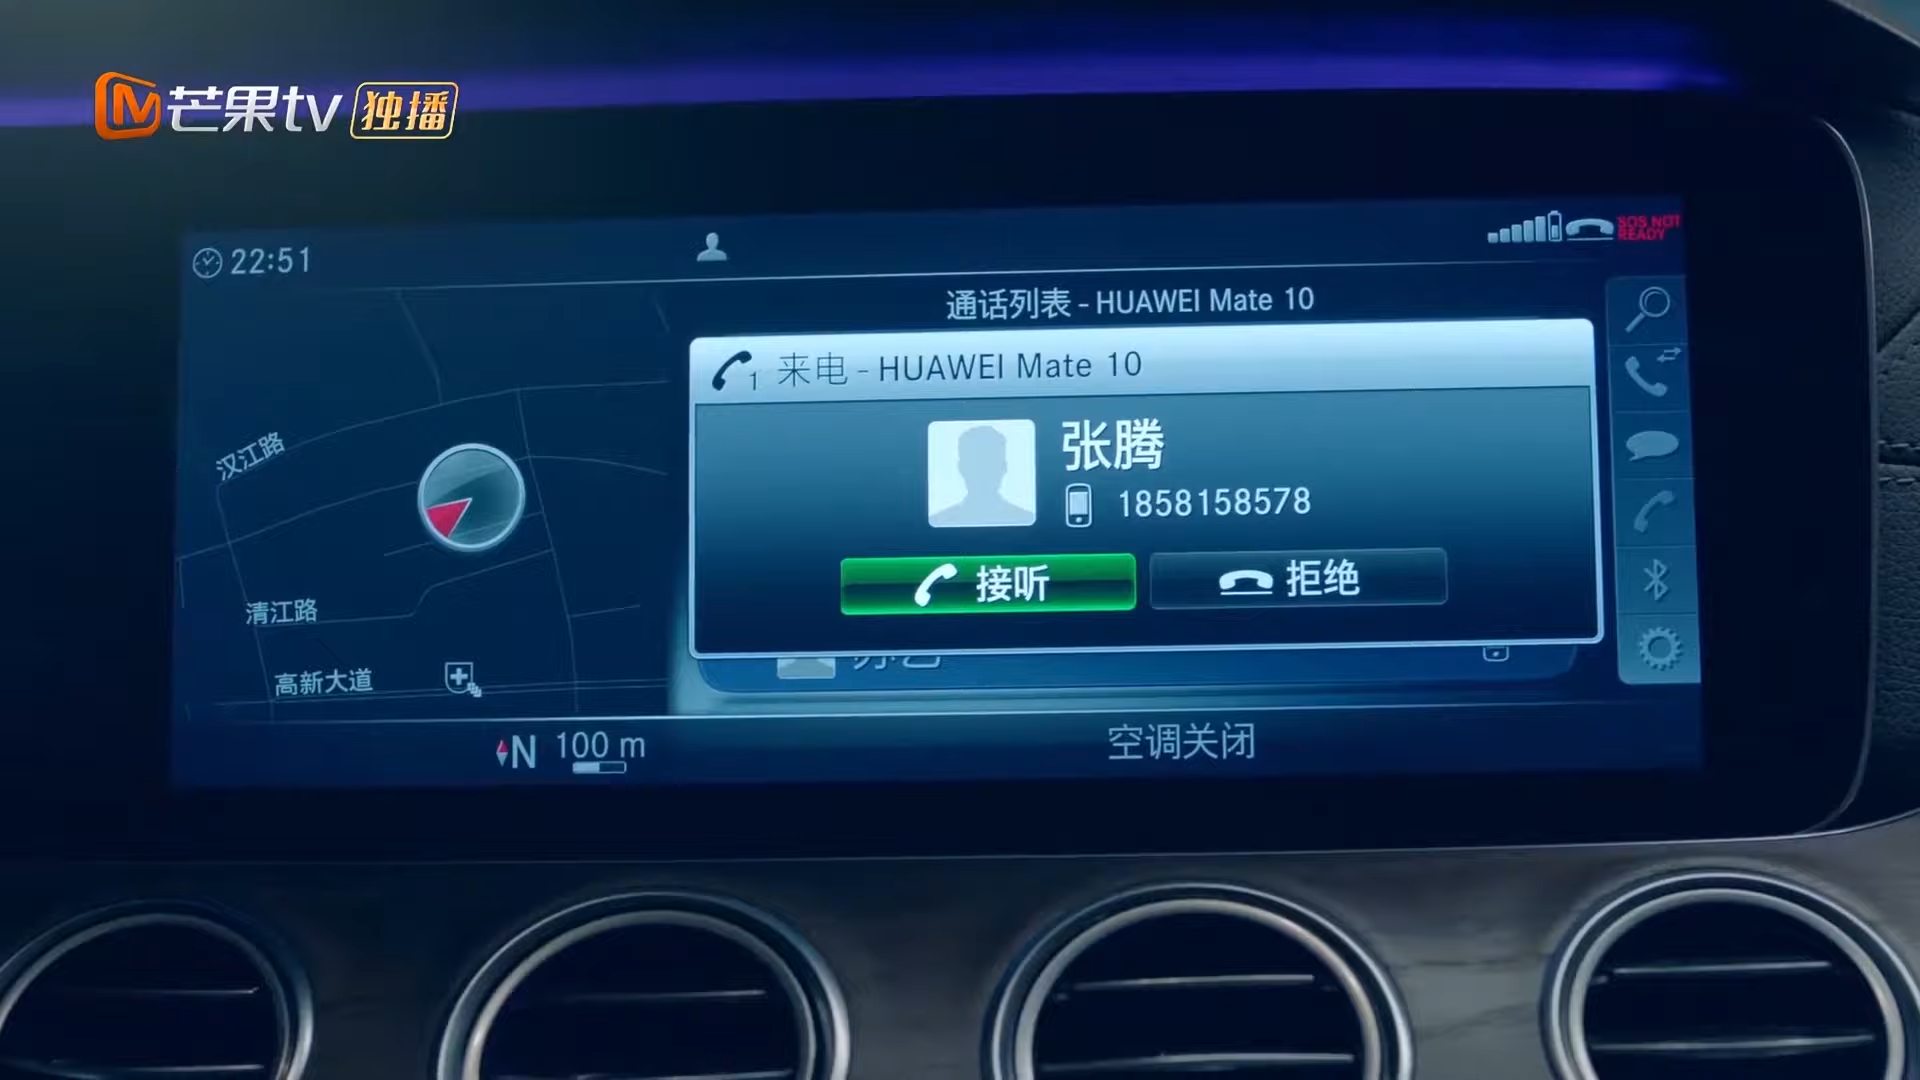 芒果tv 独播
22:51
SOS NOT
READY
通话列表 - HUAWEI Mate 10
1 来电 - HUAWEI Mate 10
张腾
1858158578
接听 拒绝
汉江路
清江路
高新大道
N 100 m
空调关闭